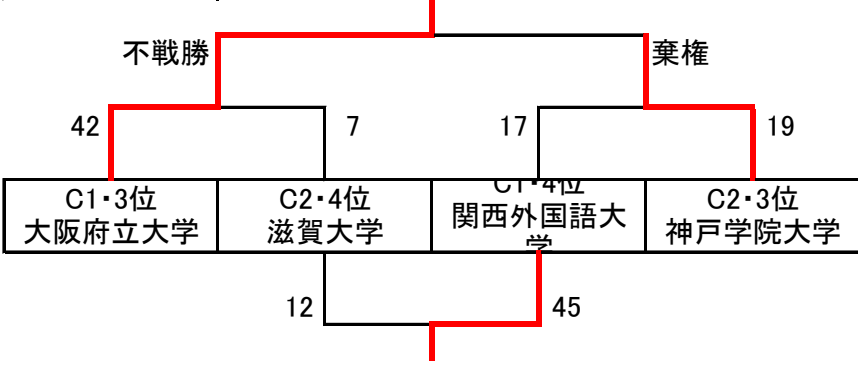 不戦勝
棄権
42
7
17
19
C1・3位
大阪府立大学
C2・4位
滋賀大学
C1・4位
関西外国語大
学
C2・3位
神戸学院大学
12
45